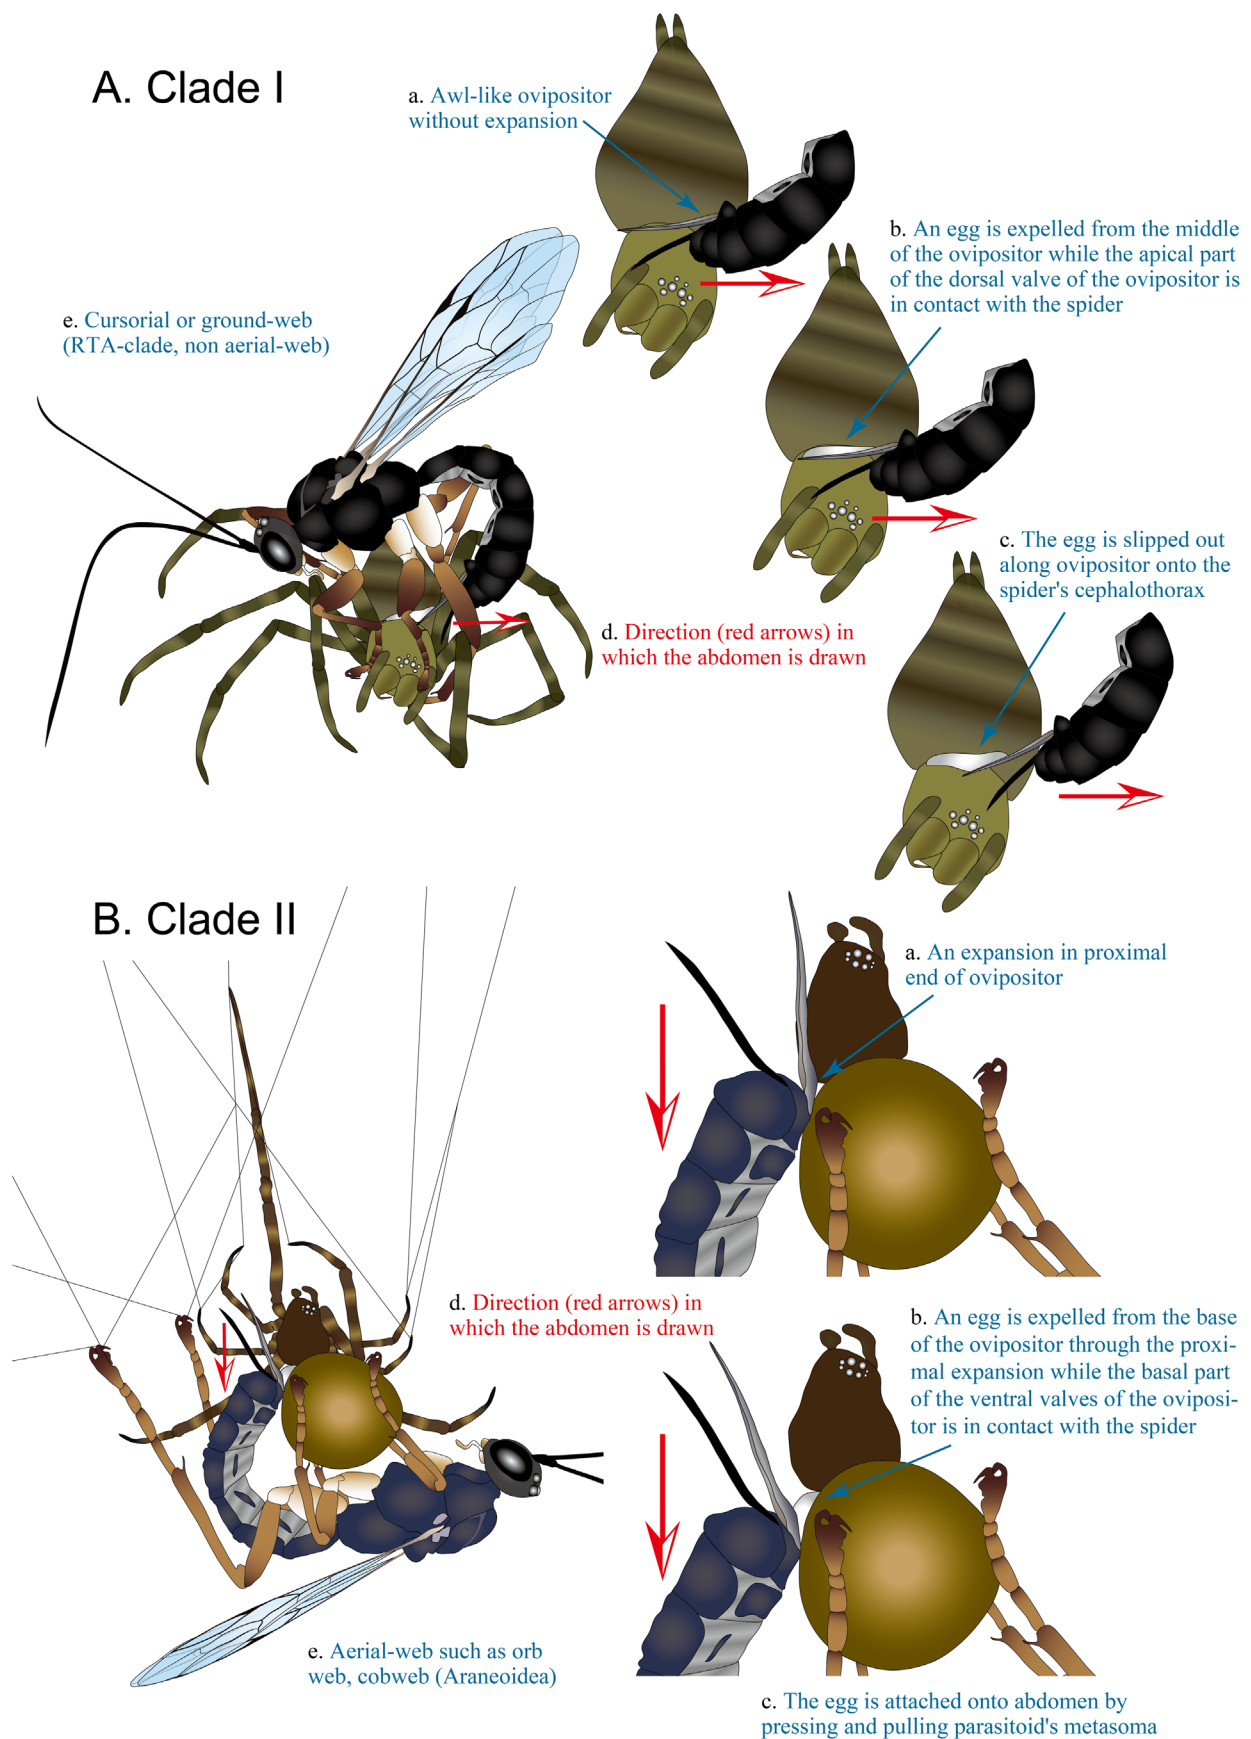 A. Clade I
a. Awl-like ovipositor
without expansion
b. An egg is expelled from the middle
of the ovipositor while the apical part
of the dorsal valve of the ovipositor is
in contact with the spider
e. Cursorial or ground-web
(RTA-clade, non aerial-web)
c. The egg is slipped out
along ovipositor onto the
spider's cephalothorax
d. Direction (red arrows) in
which the abdomen is drawn
B. Clade II
a. An expansion in proximal
end of ovipositor
d. Direction (red arrows) in
which the abdomen is drawn
b. An egg is expelled from the base
of the ovipositor through the proxi-
mal expansion while the basal part
of the ventral valves of the oviposi-
tor is in contact with the spider
e. Aerial-web such as orb
web, cobweb (Araneoidea)
c. The egg is attached onto abdomen by
pressing and pulling parasitoid's metasoma